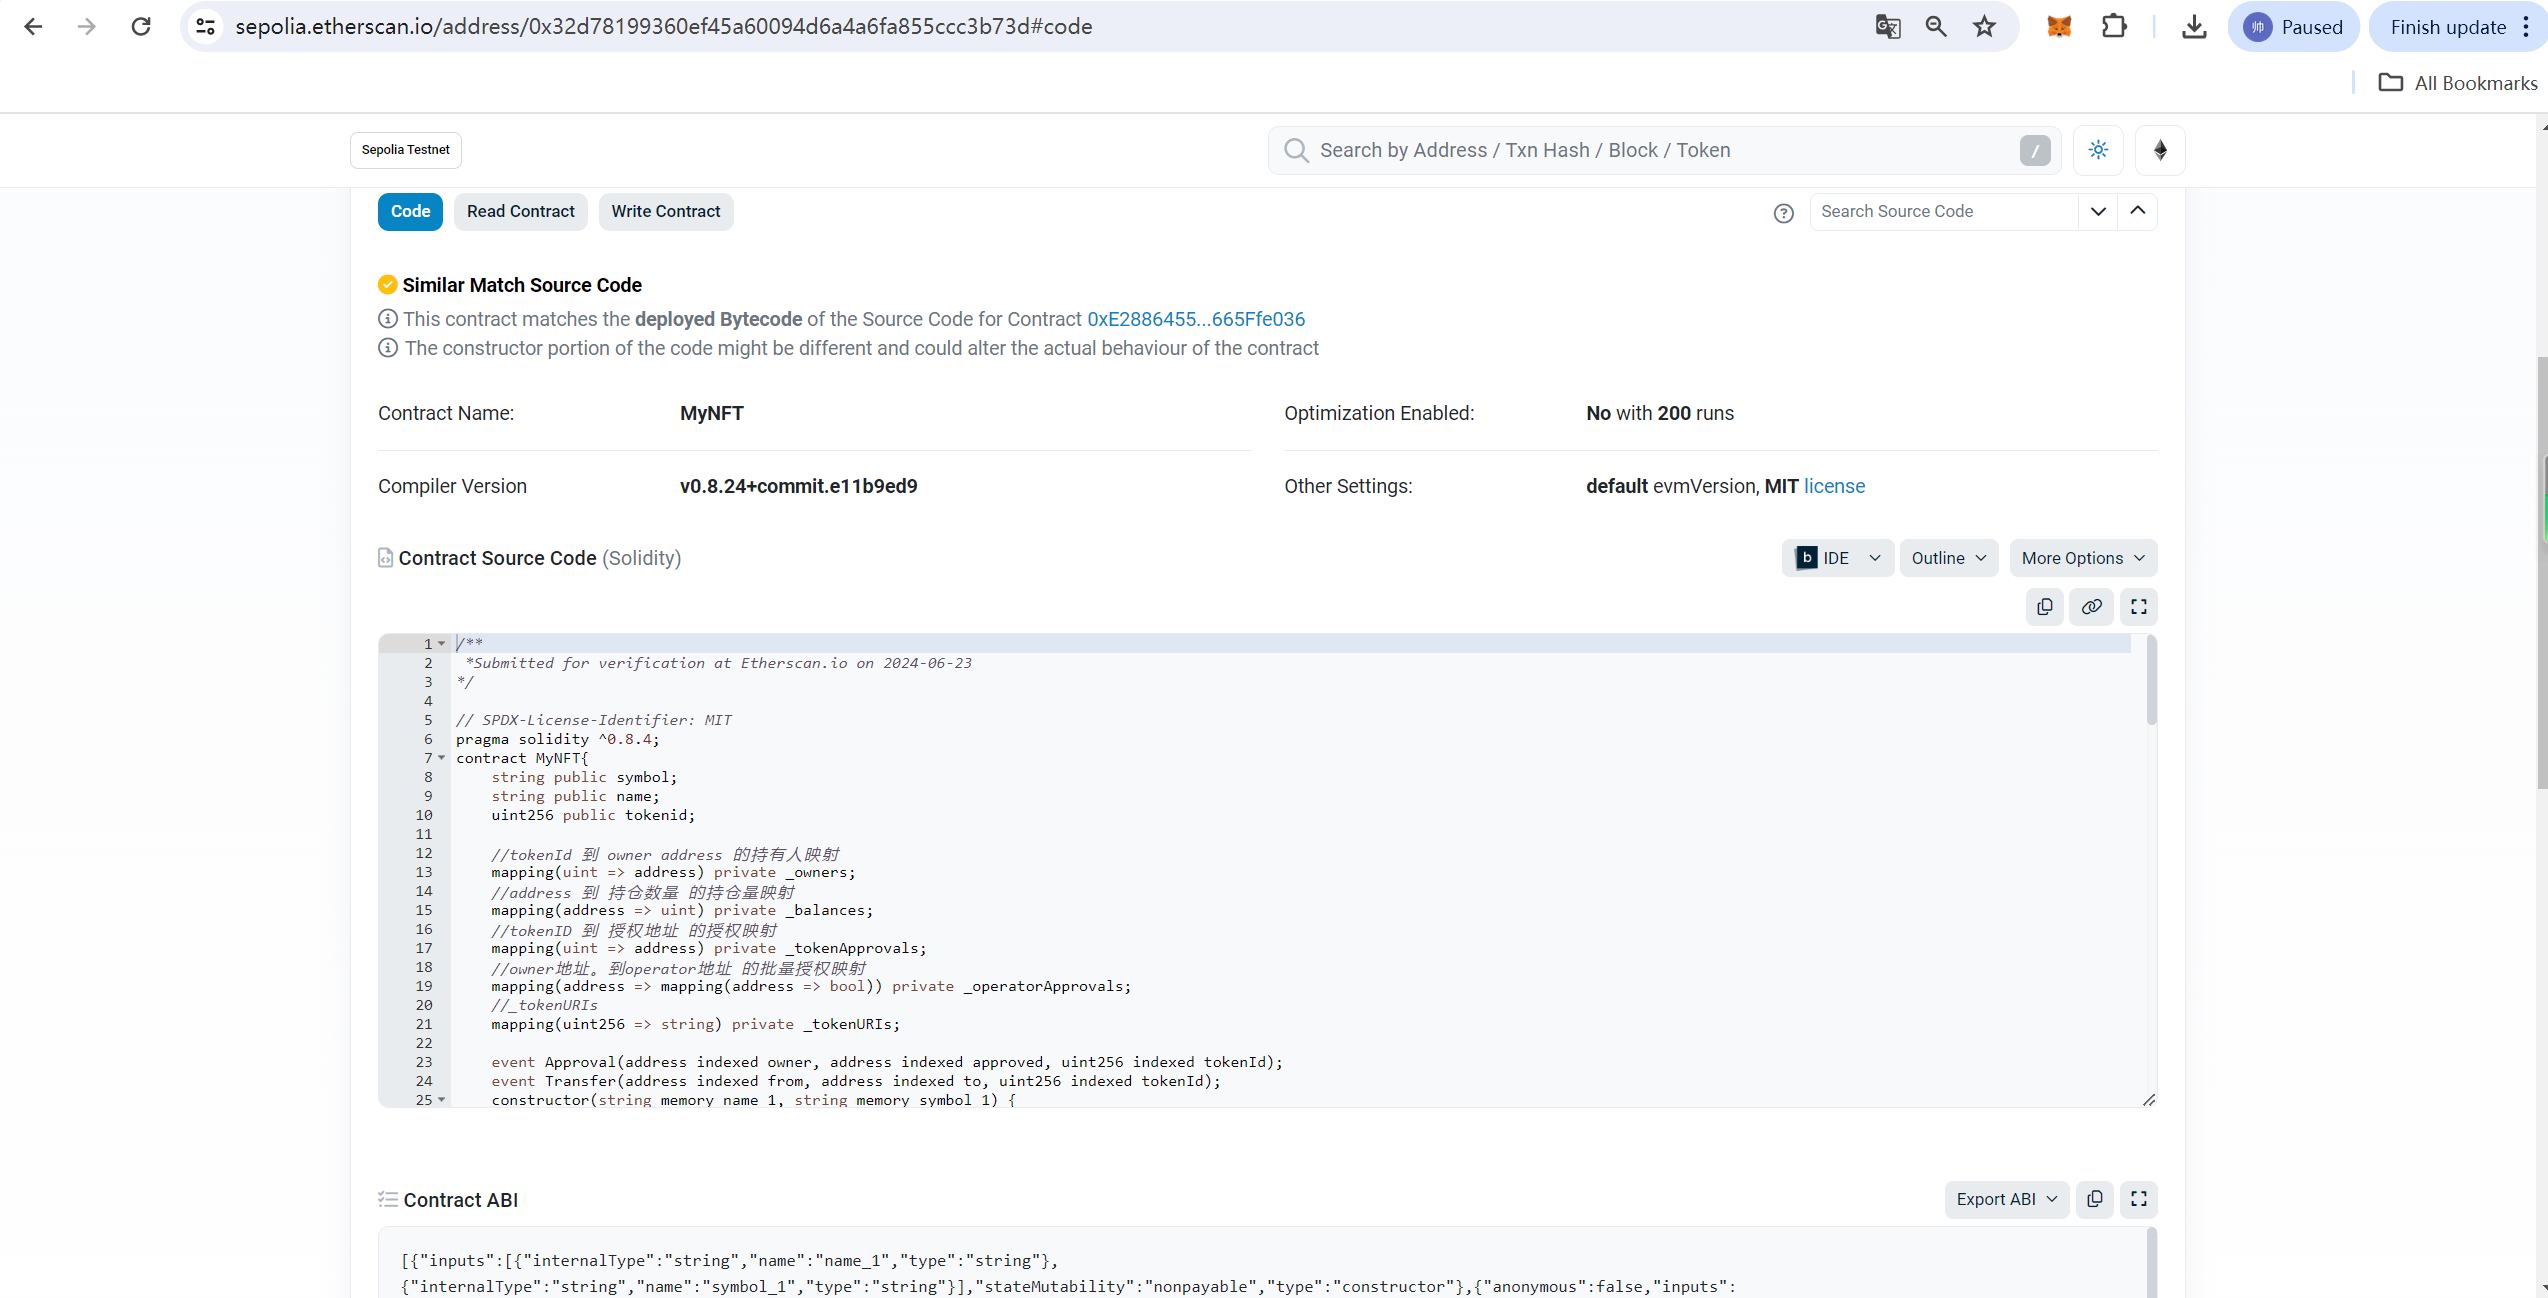 sepolia.etherscan.io/address/0x32d78199360ef45a60094d6a4a6fa855ccc3b73d#code
帅 Paused
Finish update
All Bookmarks
Sepolia Testnet
Search by Address / Txn Hash / Block / Token
/
Code
Read Contract
Write Contract
Search Source Code
Similar Match Source Code
This contract matches the deployed Bytecode of the Source Code for Contract 0xE2886455...665Ffe036
The constructor portion of the code might be different and could alter the actual behaviour of the contract
Contract Name: MyNFT
Optimization Enabled: No with 200 runs
Compiler Version v0.8.24+commit.e11b9ed9
Other Settings: default evmVersion, MIT license
Contract Source Code (Solidity)
b IDE
Outline
More Options
1 /**
2 *Submitted for verification at Etherscan.io on 2024-06-23
3 */
4
5 // SPDX-License-Identifier: MIT
6 pragma solidity ^0.8.4;
7 contract MyNFT{
8 string public symbol;
9 string public name;
10 uint256 public tokenid;
11
12 //tokenId 到 owner address 的持有人映射
13 mapping(uint => address) private _owners;
14 //address 到 持仓数量 的持仓量映射
15 mapping(address => uint) private _balances;
16 //tokenID 到 授权地址 的授权映射
17 mapping(uint => address) private _tokenApprovals;
18 //owner地址。到operator地址 的批量授权映射
19 mapping(address => mapping(address => bool)) private _operatorApprovals;
20 //_tokenURIs
21 mapping(uint256 => string) private _tokenURIs;
22
23 event Approval(address indexed owner, address indexed approved, uint256 indexed tokenId);
24 event Transfer(address indexed from, address indexed to, uint256 indexed tokenId);
25 constructor(string memory name_1, string memory symbol_1) {
Contract ABI
Export ABI
[{"inputs":[{"internalType":"string","name":"name_1","type":"string"},
{"internalType":"string","name":"symbol_1","type":"string"}],"stateMutability":"nonpayable","type":"constructor"},{"anonymous":false,"inputs":